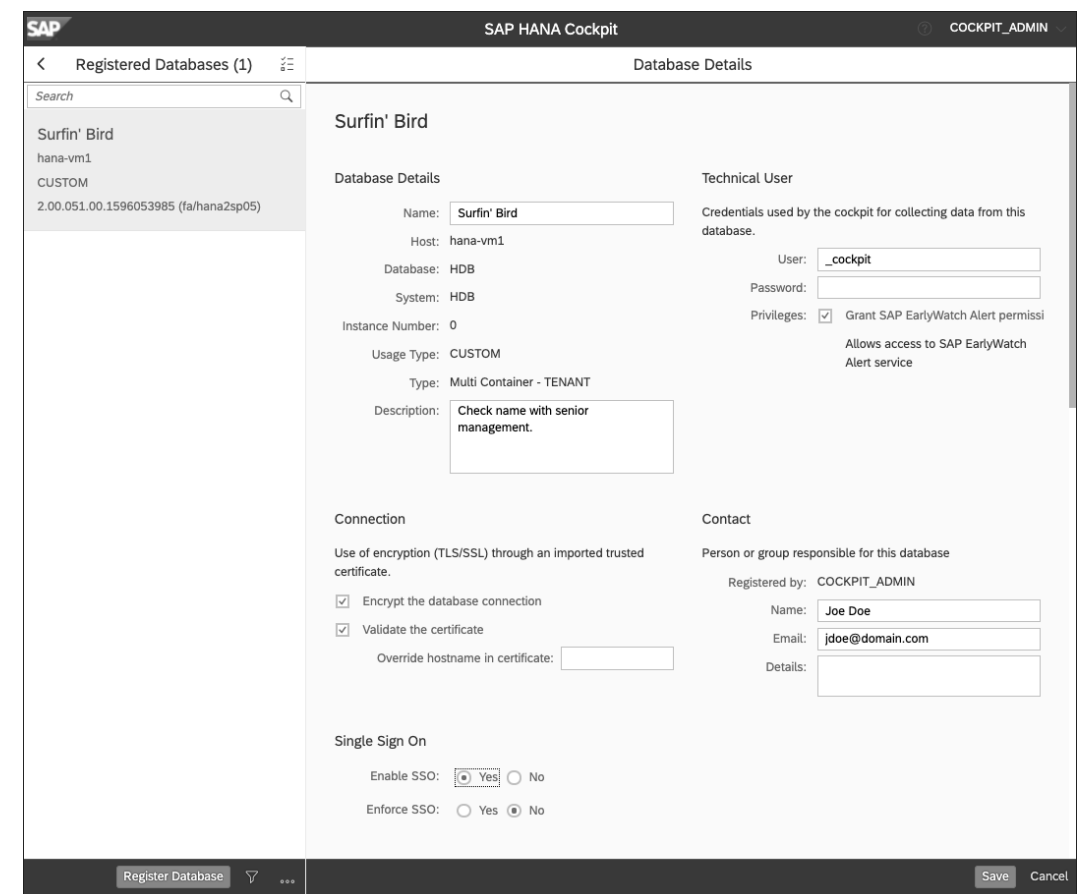 SAP
SAP HANA Cockpit
COCKPIT_ADMIN
Registered Databases (1)
Database Details
Search
Surfin' Bird
hana-vm1
CUSTOM
2.00.051.00.1596053985 (fa/hana2sp05)
Surfin' Bird
Database Details
Name: Surfin' Bird
Host: hana-vm1
Database: HDB
System: HDB
Instance Number: 0
Usage Type: CUSTOM
Type: Multi Container - TENANT
Description: Check name with senior
management.
Technical User
Credentials used by the cockpit for collecting data from this
database.
User: _cockpit
Password:
Privileges: Grant SAP EarlyWatch Alert permissi
Allows access to SAP EarlyWatch
Alert service
Connection
Use of encryption (TLS/SSL) through an imported trusted
certificate.
Encrypt the database connection
Validate the certificate
Override hostname in certificate:
Contact
Person or group responsible for this database
Registered by: COCKPIT_ADMIN
Name: Joe Doe
Email: jdoe@domain.com
Details:
Single Sign On
Enable SSO: Yes No
Enforce SSO: Yes No
Register Database
Save Cancel